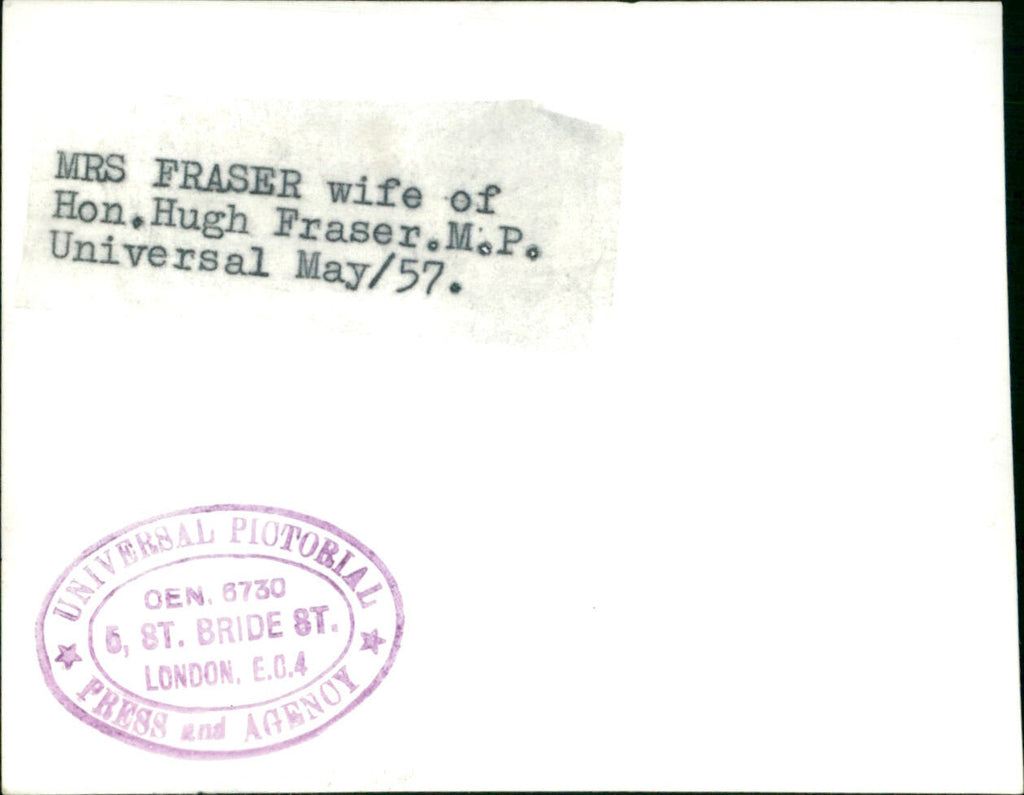 MRS FRASER wife of
Hon.Hugh Fraser.M.P.
Universal May/57.
UNIVERSAL PICTORIAL
CEN. 6730
5, ST. BRIDE ST.
LONDON, E.C.4
PRESS and AGENCY